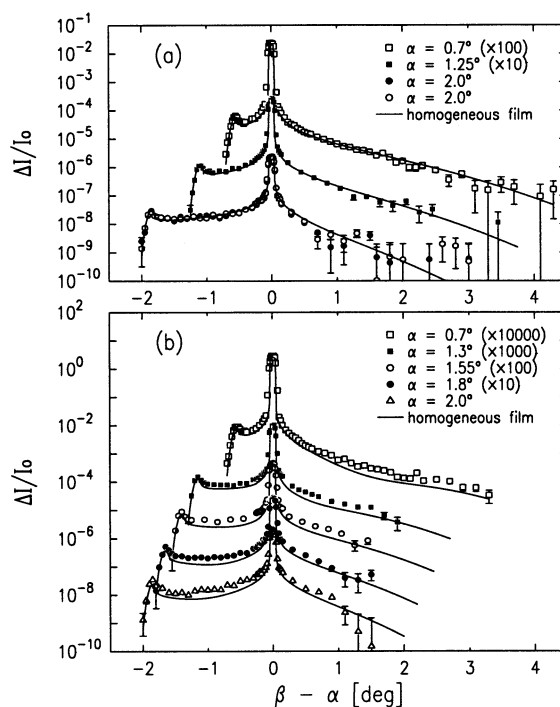 (a)
α = 0.7° (×100)
α = 1.25° (×10)
α = 2.0°
α = 2.0°
homogeneous film
10⁻¹
10⁻²
10⁻³
10⁻⁴
10⁻⁵
10⁻⁶
10⁻⁷
10⁻⁸
10⁻⁹
10⁻¹⁰
ΔI/I₀
-2 -1 0 1 2 3 4
(b)
α = 0.7° (×10000)
α = 1.3° (×1000)
α = 1.55° (×100)
α = 1.8° (×10)
α = 2.0°
homogeneous film
10²
10⁰
10⁻²
10⁻⁴
10⁻⁶
10⁻⁸
10⁻¹⁰
ΔI/I₀
-2 -1 0 1 2 3 4
β - α [deg]